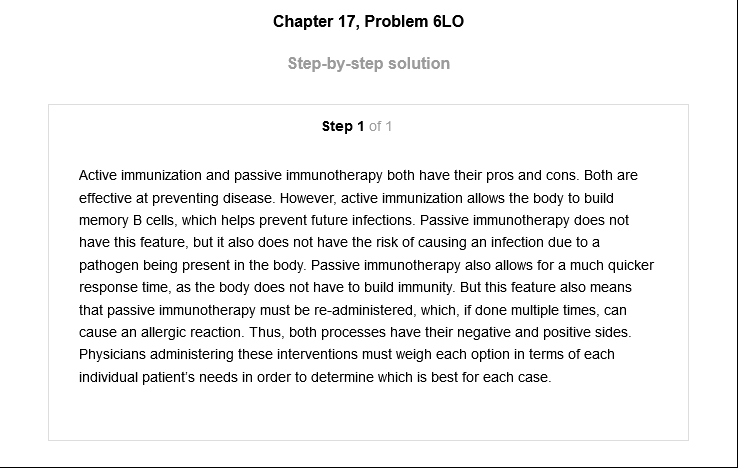 Chapter 17, Problem 6LO
Step-by-step solution
Step 1 of 1
Active immunization and passive immunotherapy both have their pros and cons. Both are
effective at preventing disease. However, active immunization allows the body to build
memory B cells, which helps prevent future infections. Passive immunotherapy does not
have this feature, but it also does not have the risk of causing an infection due to a
pathogen being present in the body. Passive immunotherapy also allows for a much quicker
response time, as the body does not have to build immunity. But this feature also means
that passive immunotherapy must be re-administered, which, if done multiple times, can
cause an allergic reaction. Thus, both processes have their negative and positive sides.
Physicians administering these interventions must weigh each option in terms of each
individual patient's needs in order to determine which is best for each case.